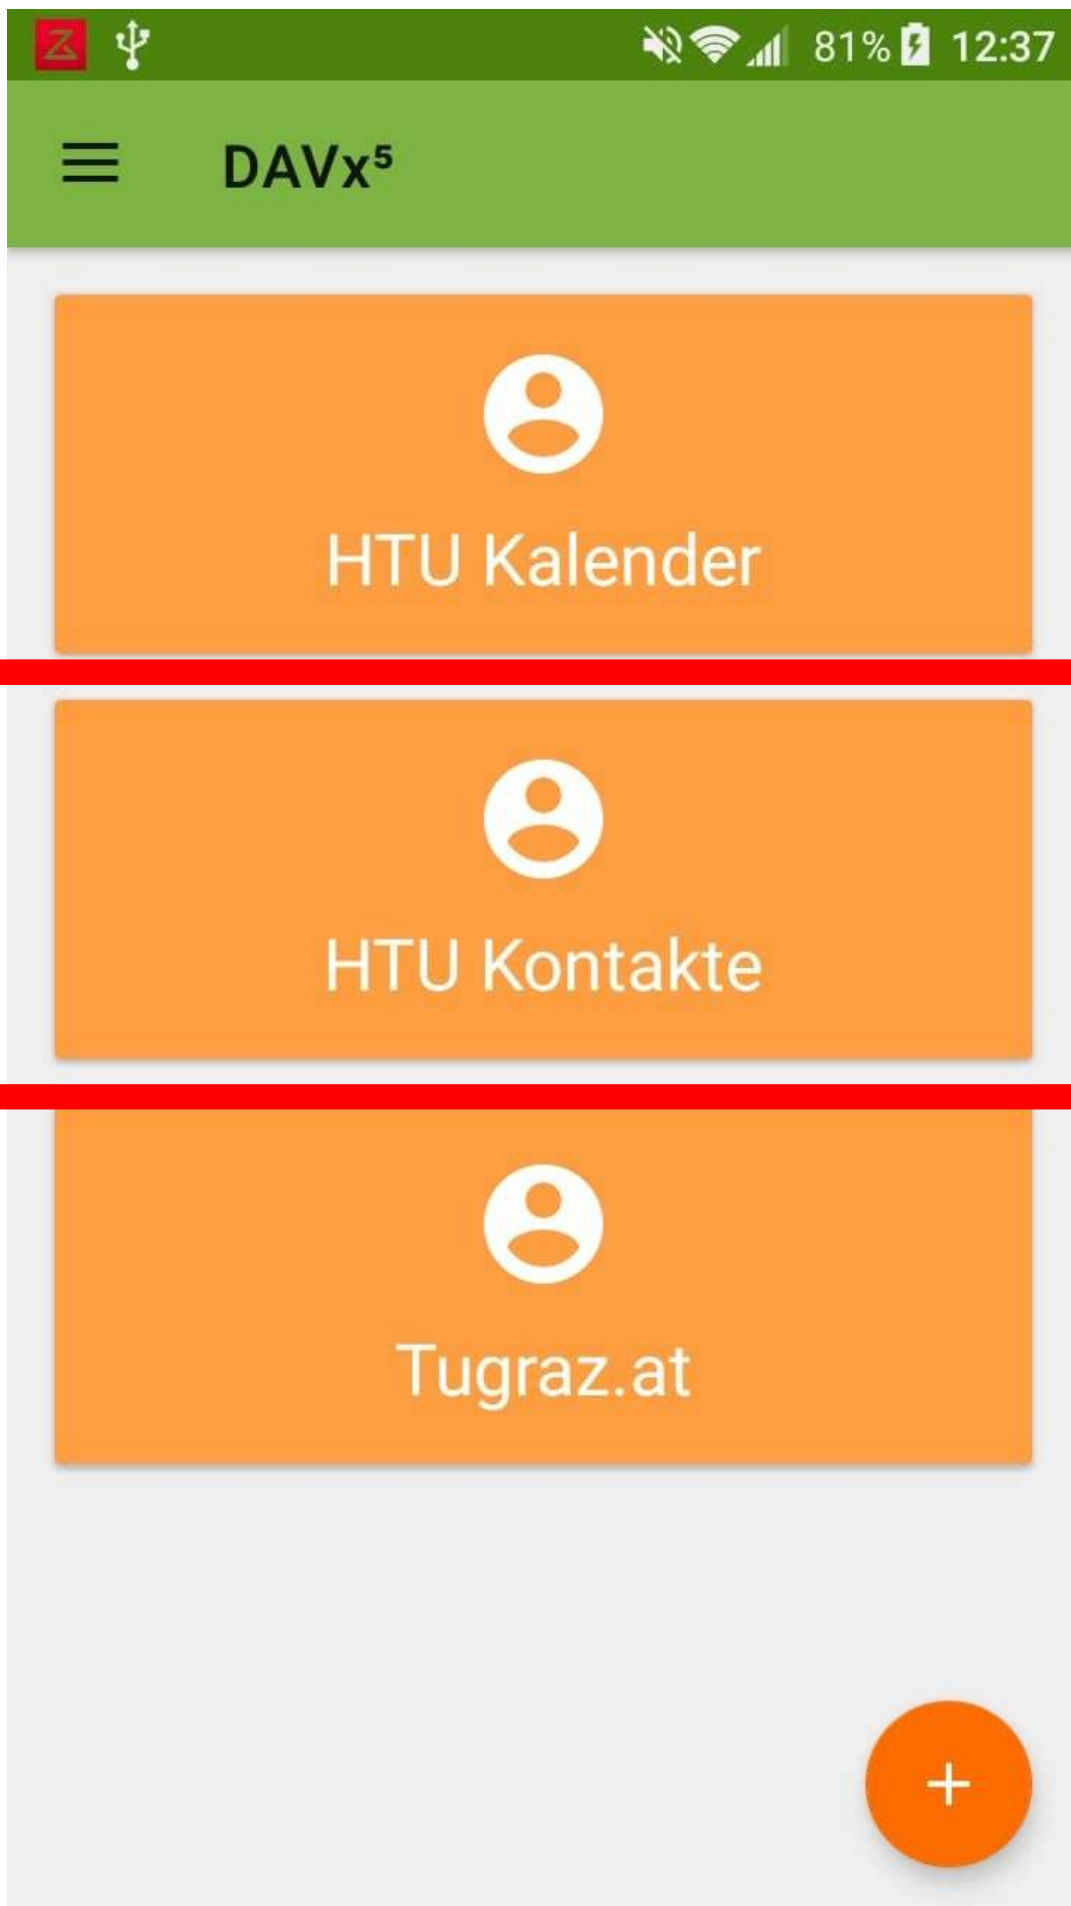 81% 12:37
DAVx⁵
HTU Kalender
HTU Kontakte
Tugraz.at